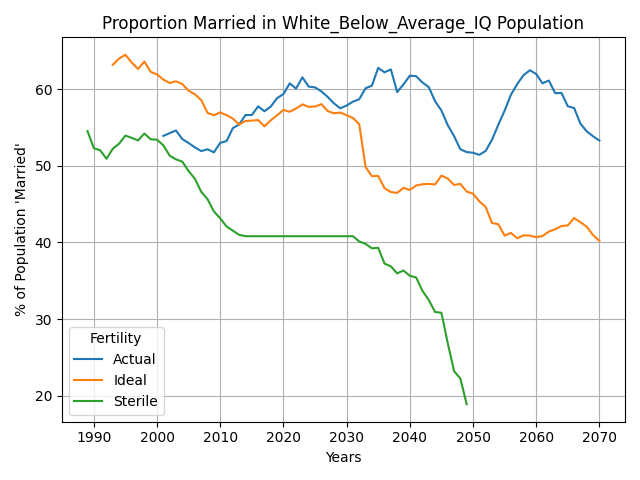 Proportion Married in White_Below_Average_IQ Population
% of Population 'Married'
60
50
40
30
20
Fertility
Actual
Ideal
Sterile
1990 2000 2010 2020 2030 2040 2050 2060 2070
Years